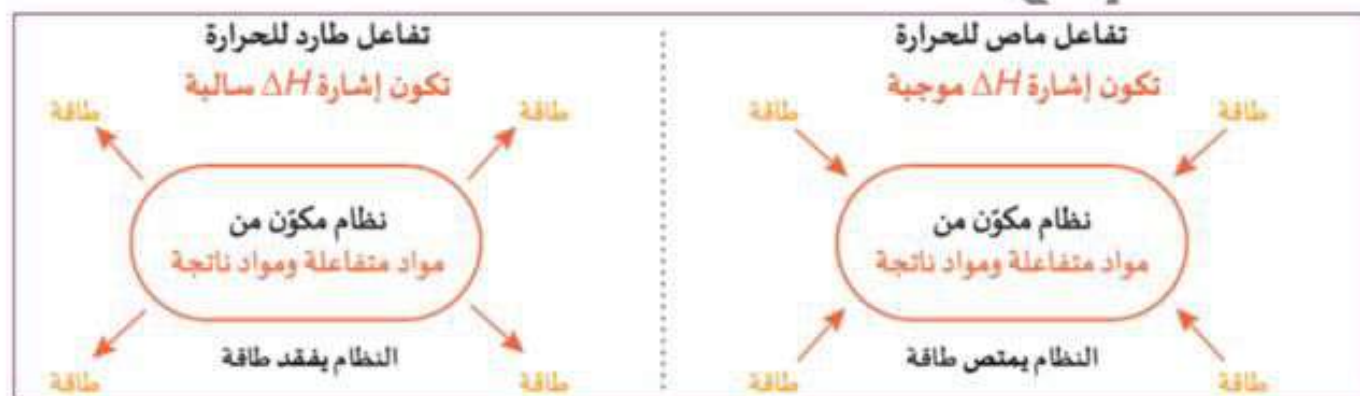 تفاعل ماص للحرارة
تكون إشارة ΔH موجبة
طاقة
طاقة
نظام مكوّن من
مواد متفاعلة ومواد ناتجة
النظام يمتص طاقة
طاقة
طاقة
تفاعل طارد للحرارة
تكون إشارة ΔH سالبة
طاقة
طاقة
نظام مكوّن من
مواد متفاعلة ومواد ناتجة
النظام يفقد طاقة
طاقة
طاقة